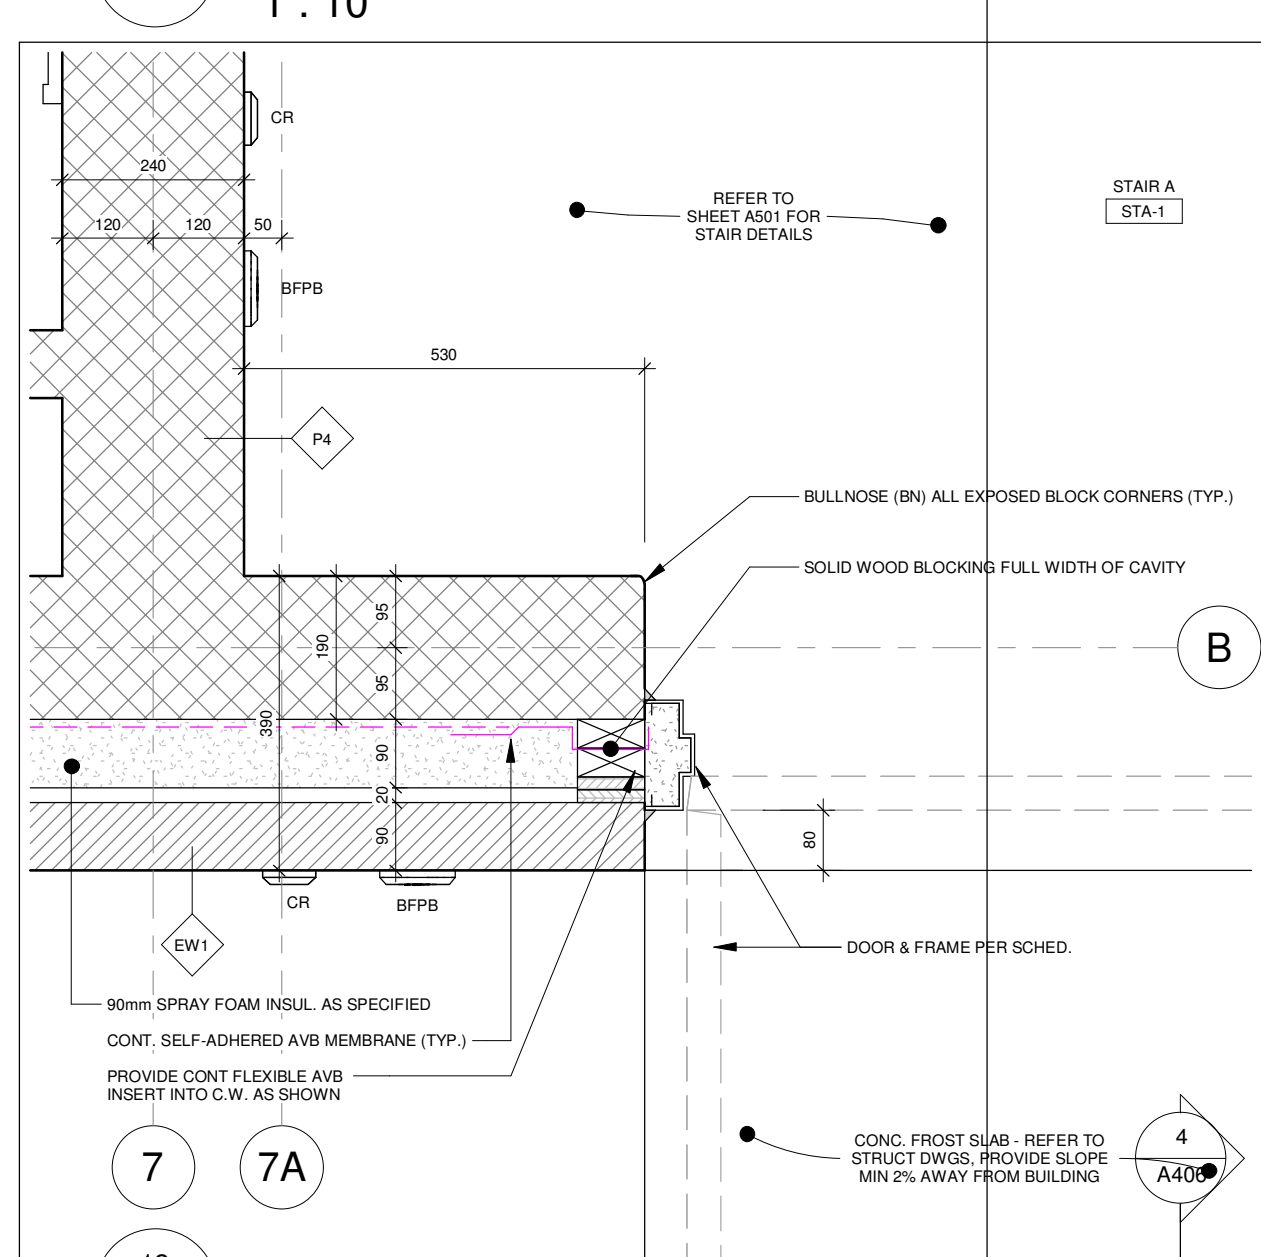 1 : 10
CR
240
120
120
50
BFPB
REFER TO
SHEET A501 FOR
STAIR DETAILS
STAIR A
STA-1
530
P4
BULLNOSE (BN) ALL EXPOSED BLOCK CORNERS (TYP.)
SOLID WOOD BLOCKING FULL WIDTH OF CAVITY
95
190
95
390
90
20
90
B
80
CR
BFPB
EW1
DOOR & FRAME PER SCHED.
90mm SPRAY FOAM INSUL. AS SPECIFIED
CONT. SELF-ADHERED AVB MEMBRANE (TYP.)
PROVIDE CONT FLEXIBLE AVB
INSERT INTO C.W. AS SHOWN
7
7A
CONC. FROST SLAB - REFER TO
STRUCT DWGS, PROVIDE SLOPE
MIN 2% AWAY FROM BUILDING
4
A406